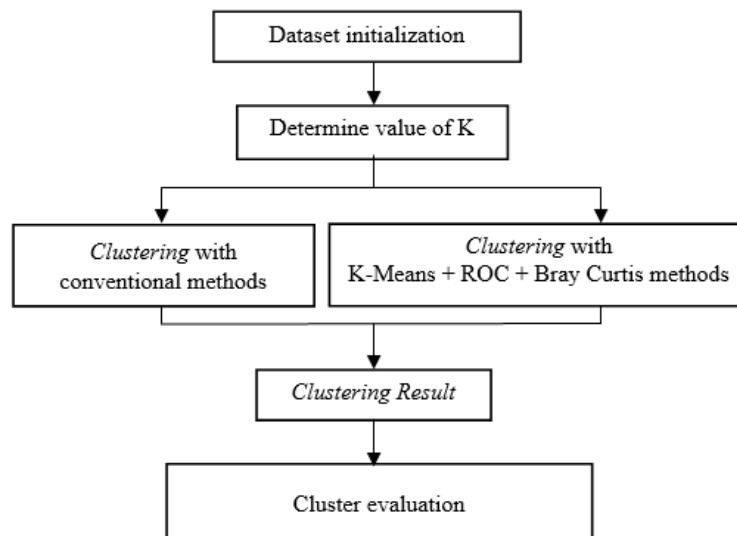 Dataset initialization
Determine value of K
Clustering with
conventional methods
Clustering with
K-Means + ROC + Bray Curtis methods
Clustering Result
Cluster evaluation